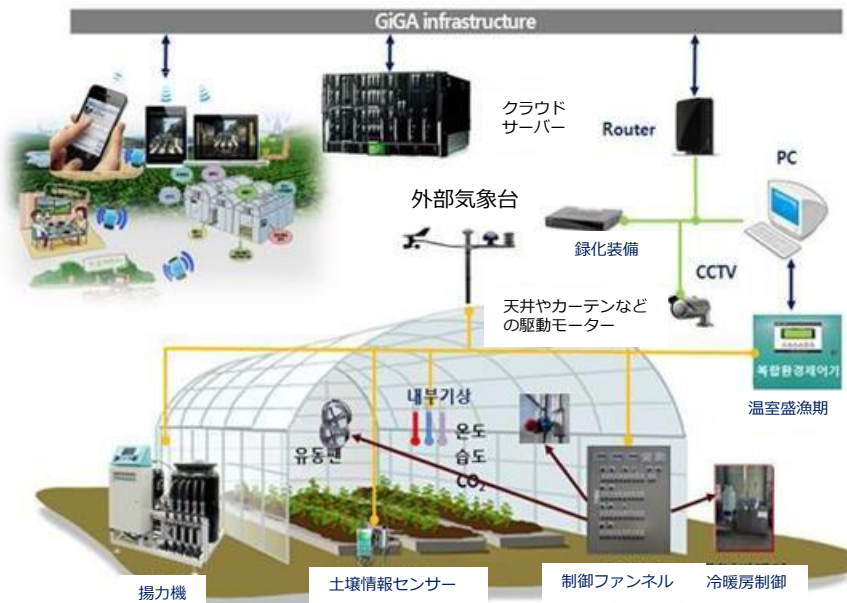 GiGA infrastructure
クラウド
サーバー
Router
PC
外部気象台
録化装備
CCTV
天井やカーテンなど
の駆動モーター
복합환경제어기
温室盛漁期
내부기상
온도
유동팬
습도
CO₂
揚力機
土壌情報センサー
制御ファンネル
冷暖房制御